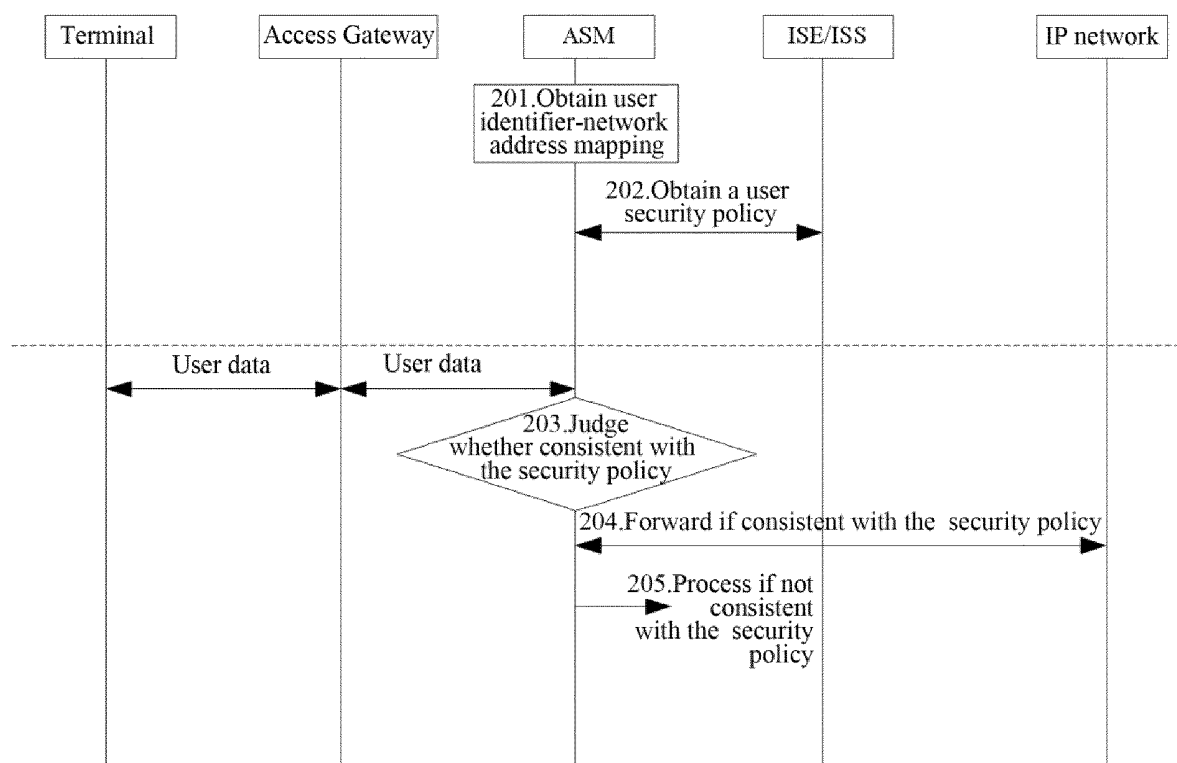 Terminal
Access Gateway
ASM
ISE/ISS
IP network
201.Obtain user
identifier-network
address mapping
202.Obtain a user
security policy
User data
User data
203.Judge
whether consistent with
the security policy
204.Forward if consistent with the security policy
205.Process if not
consistent
with the security
policy